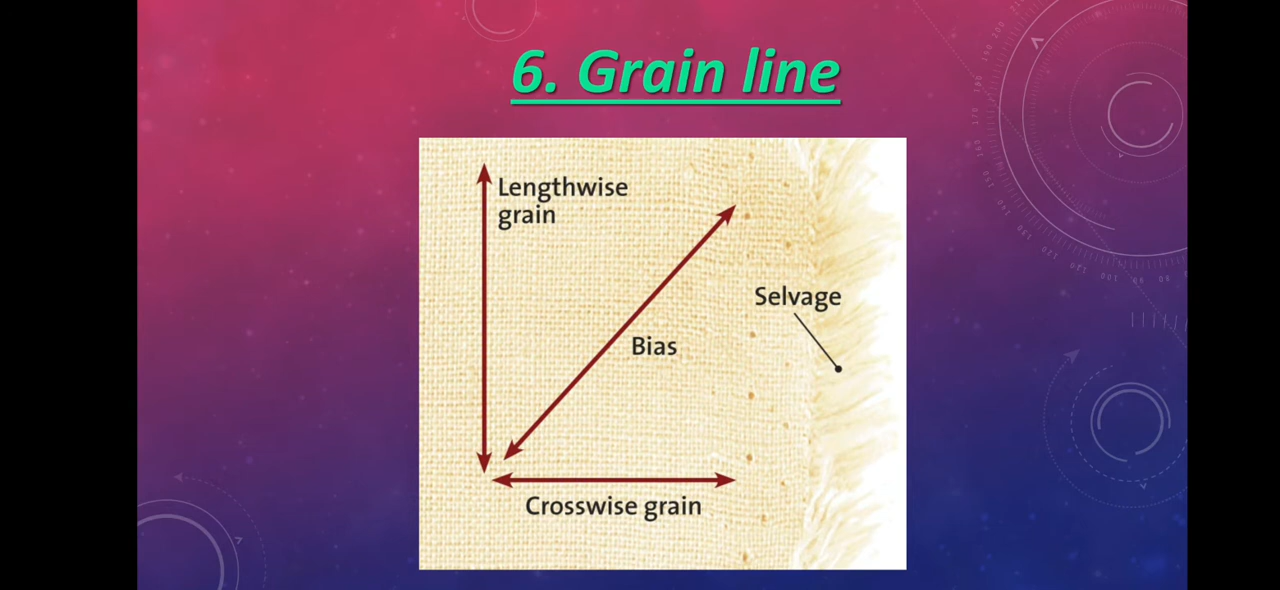 6. Grain line
Lengthwise
grain
Selvage
Bias
Crosswise grain